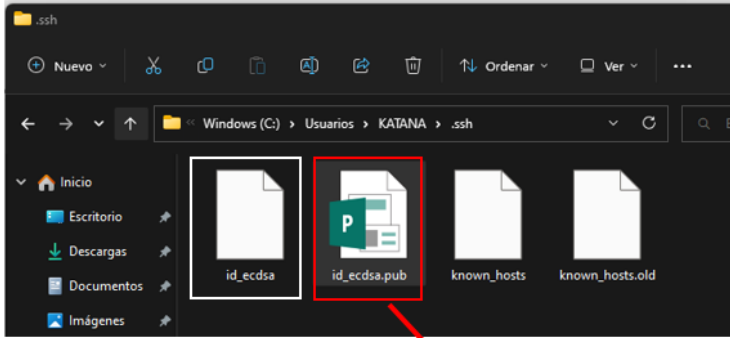 .ssh
Nuevo
Ordenar
Ver
Windows (C:) › Usuarios › KATANA › .ssh
Inicio
Escritorio
Descargas
Documentos
Imágenes
P
id_ecdsa
id_ecdsa.pub
known_hosts
known_hosts.old